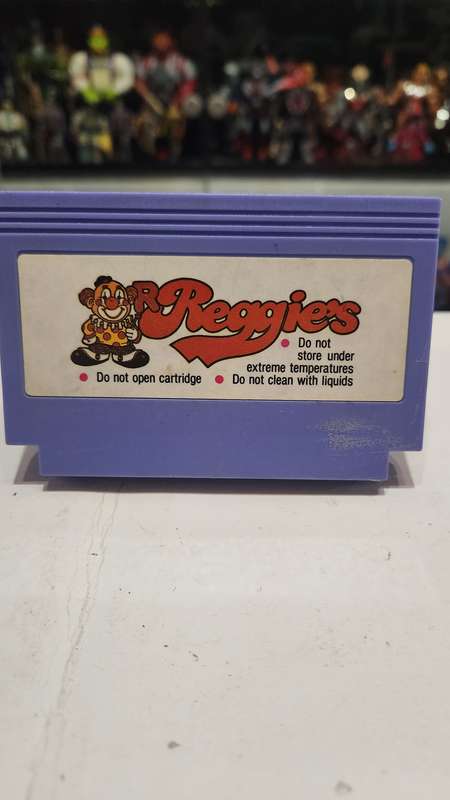 R Reggie's
● Do not
store under
extreme temperatures
● Do not open cartridge ● Do not clean with liquids